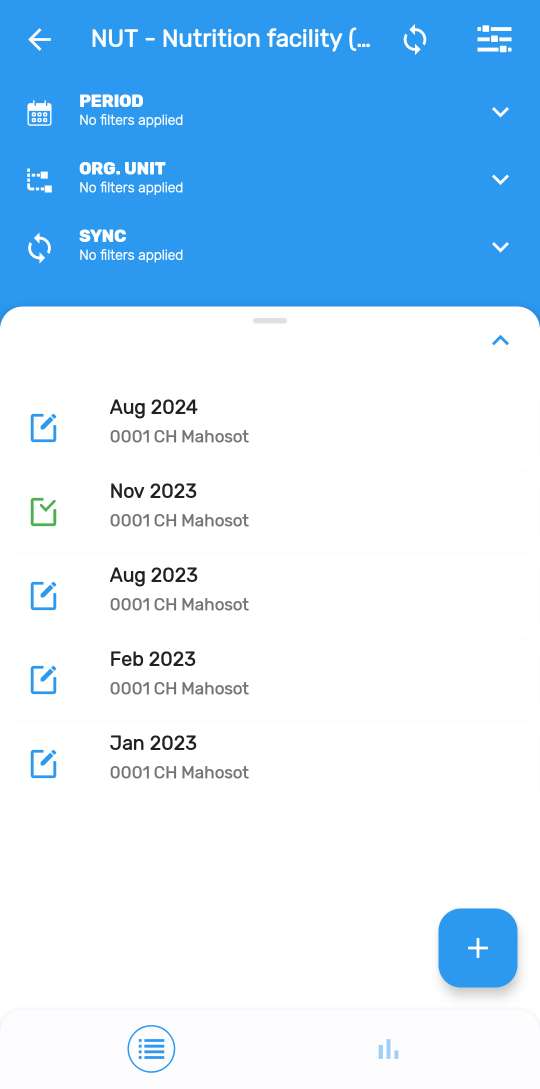 NUT - Nutrition facility (...
PERIOD
No filters applied
ORG. UNIT
No filters applied
SYNC
No filters applied
Aug 2024
0001 CH Mahosot
Nov 2023
0001 CH Mahosot
Aug 2023
0001 CH Mahosot
Feb 2023
0001 CH Mahosot
Jan 2023
0001 CH Mahosot